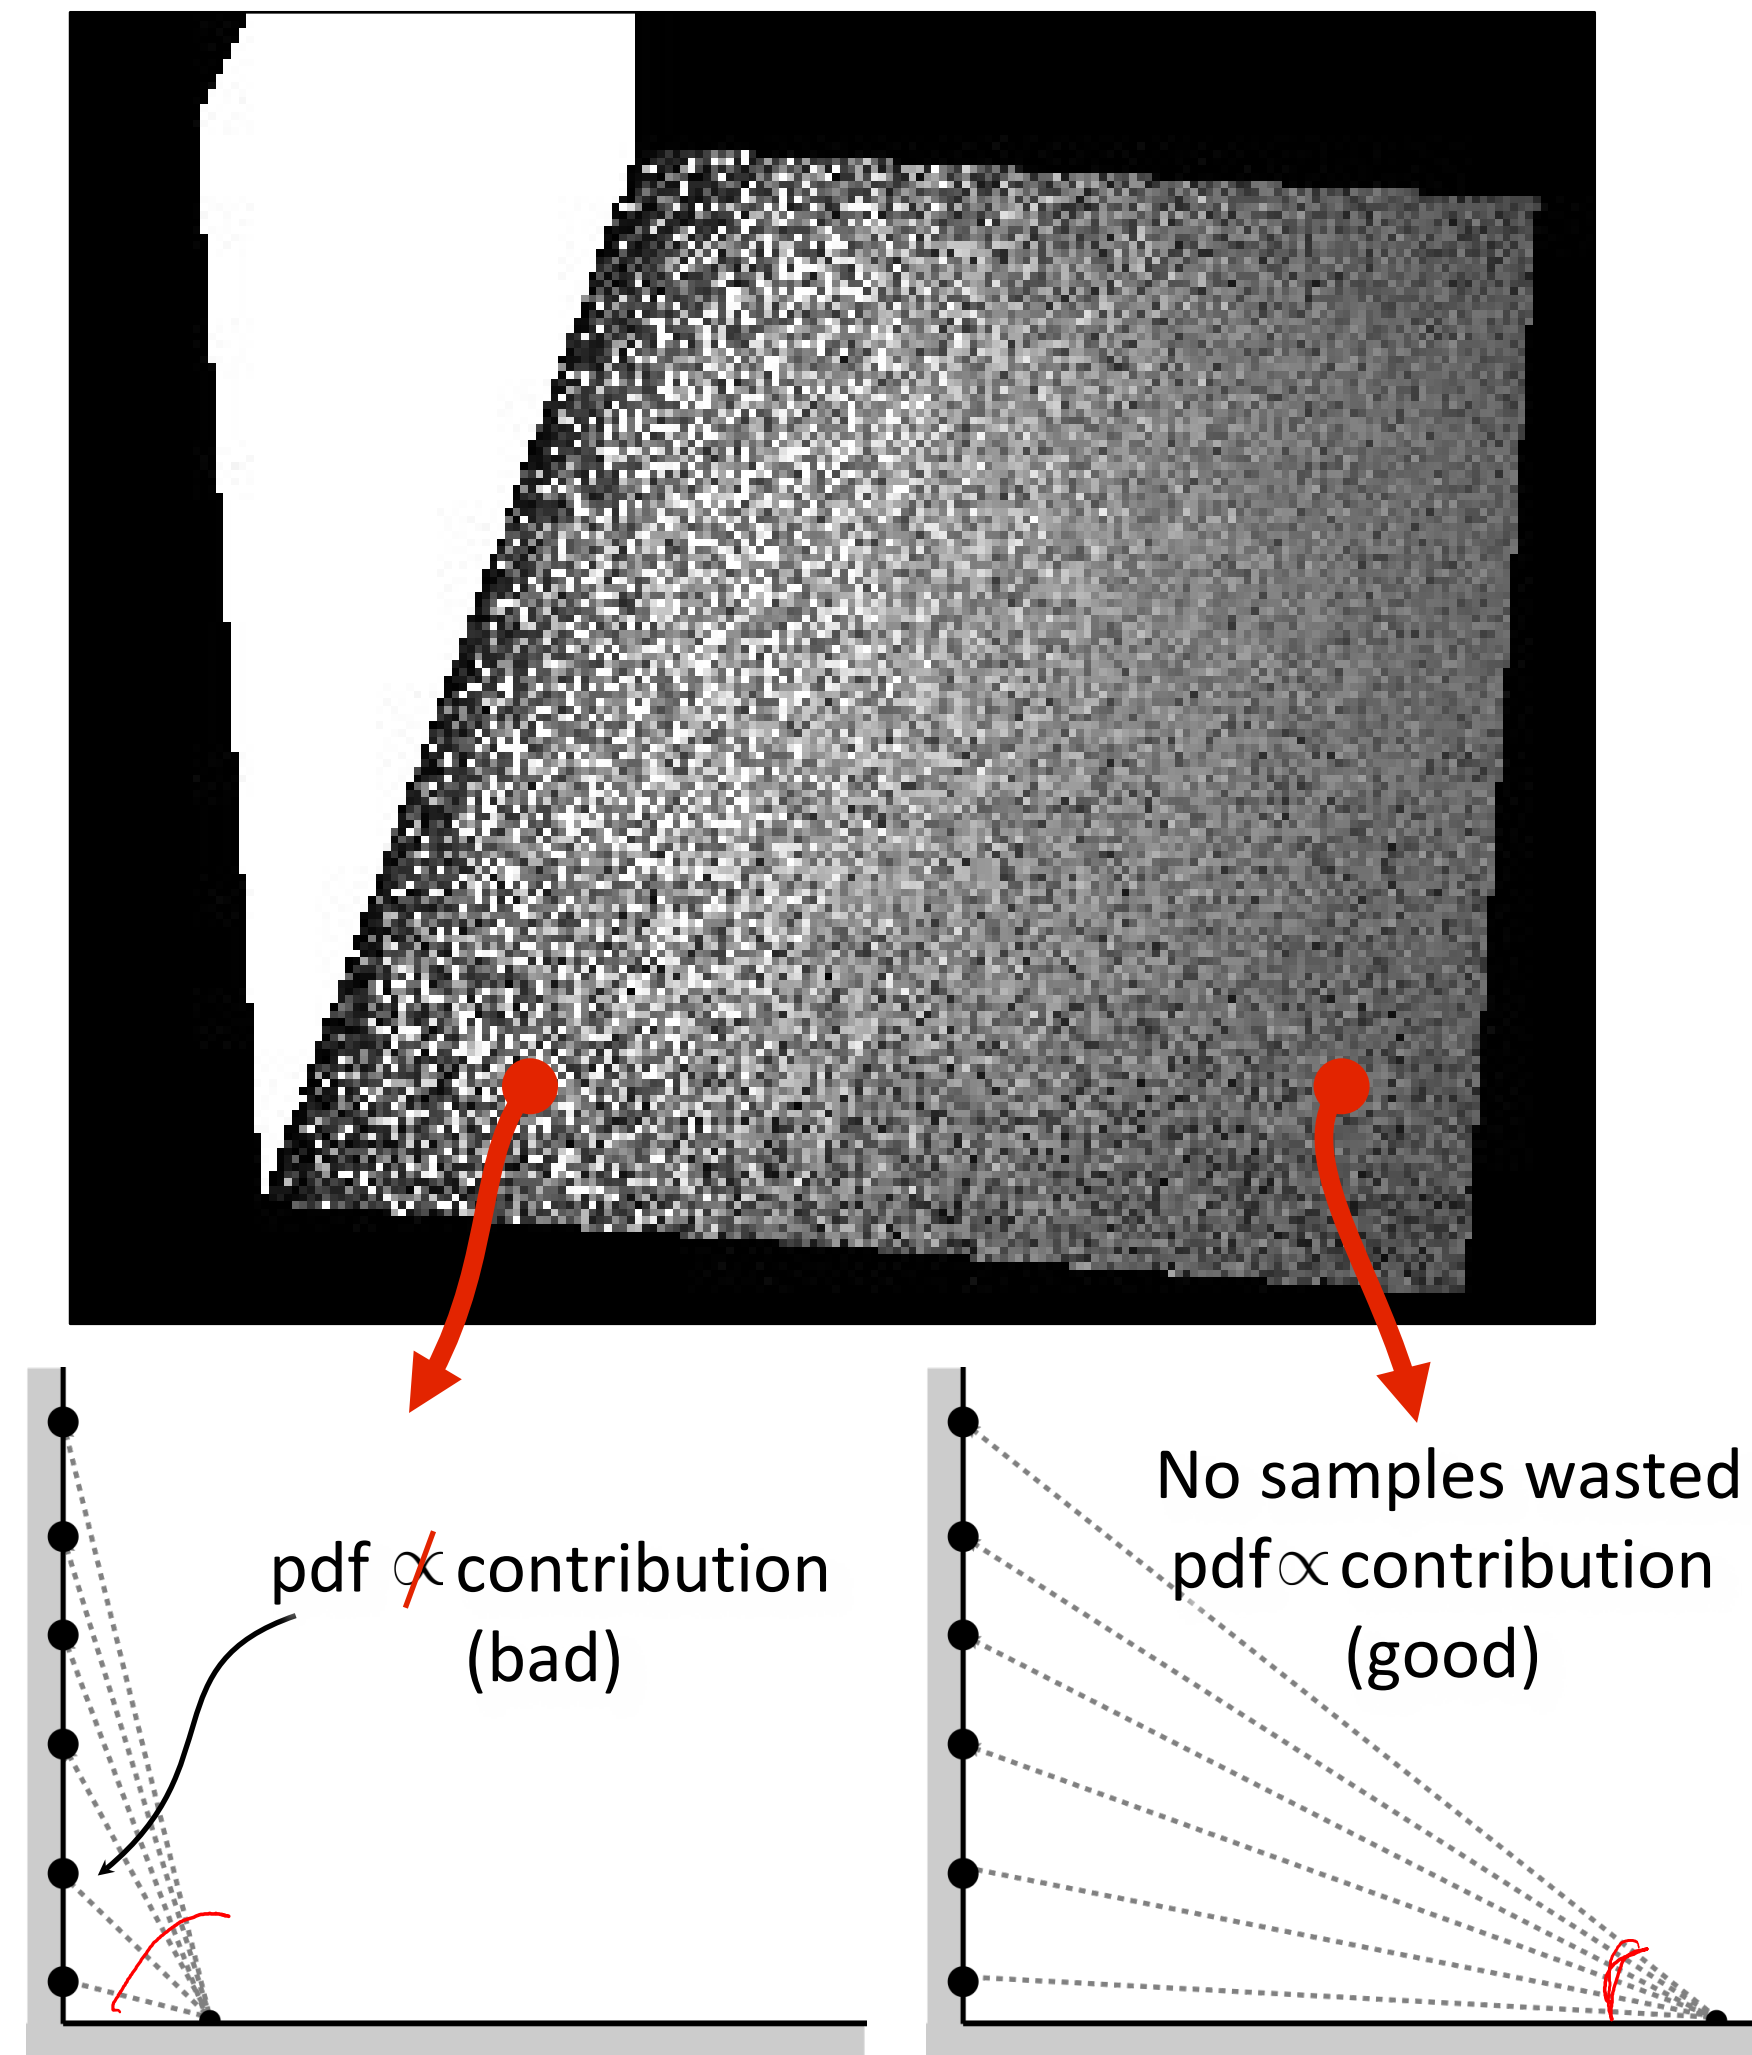 pdf ∝̸ contribution
(bad)
No samples wasted
pdf ∝ contribution
(good)